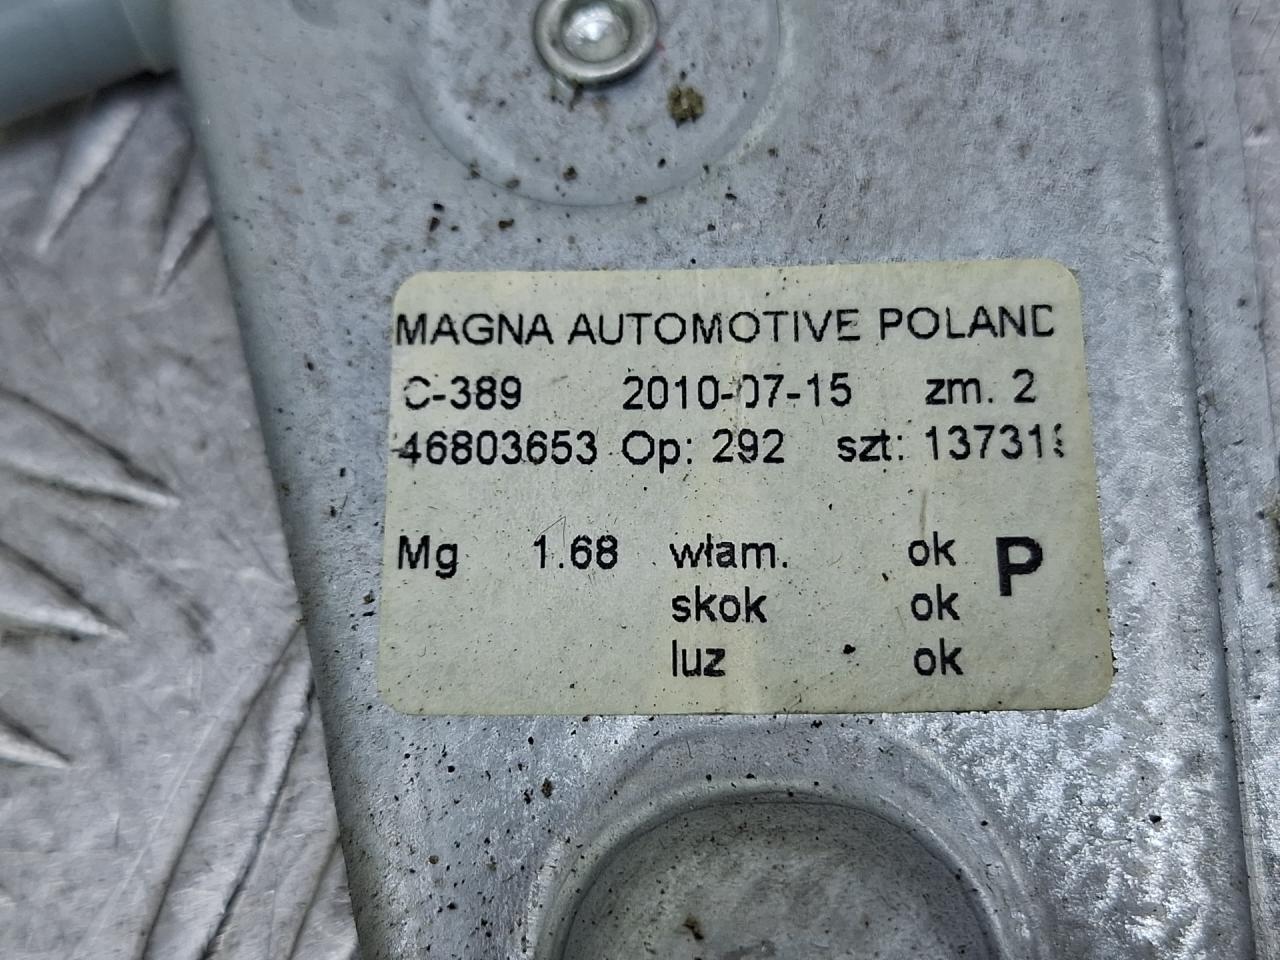 MAGNA AUTOMOTIVE POLAND
C-389 2010-07-15 zm. 2
46803653 Op: 292 szt:
Mg 1.68 włam. ok P
skok ok
luz ok